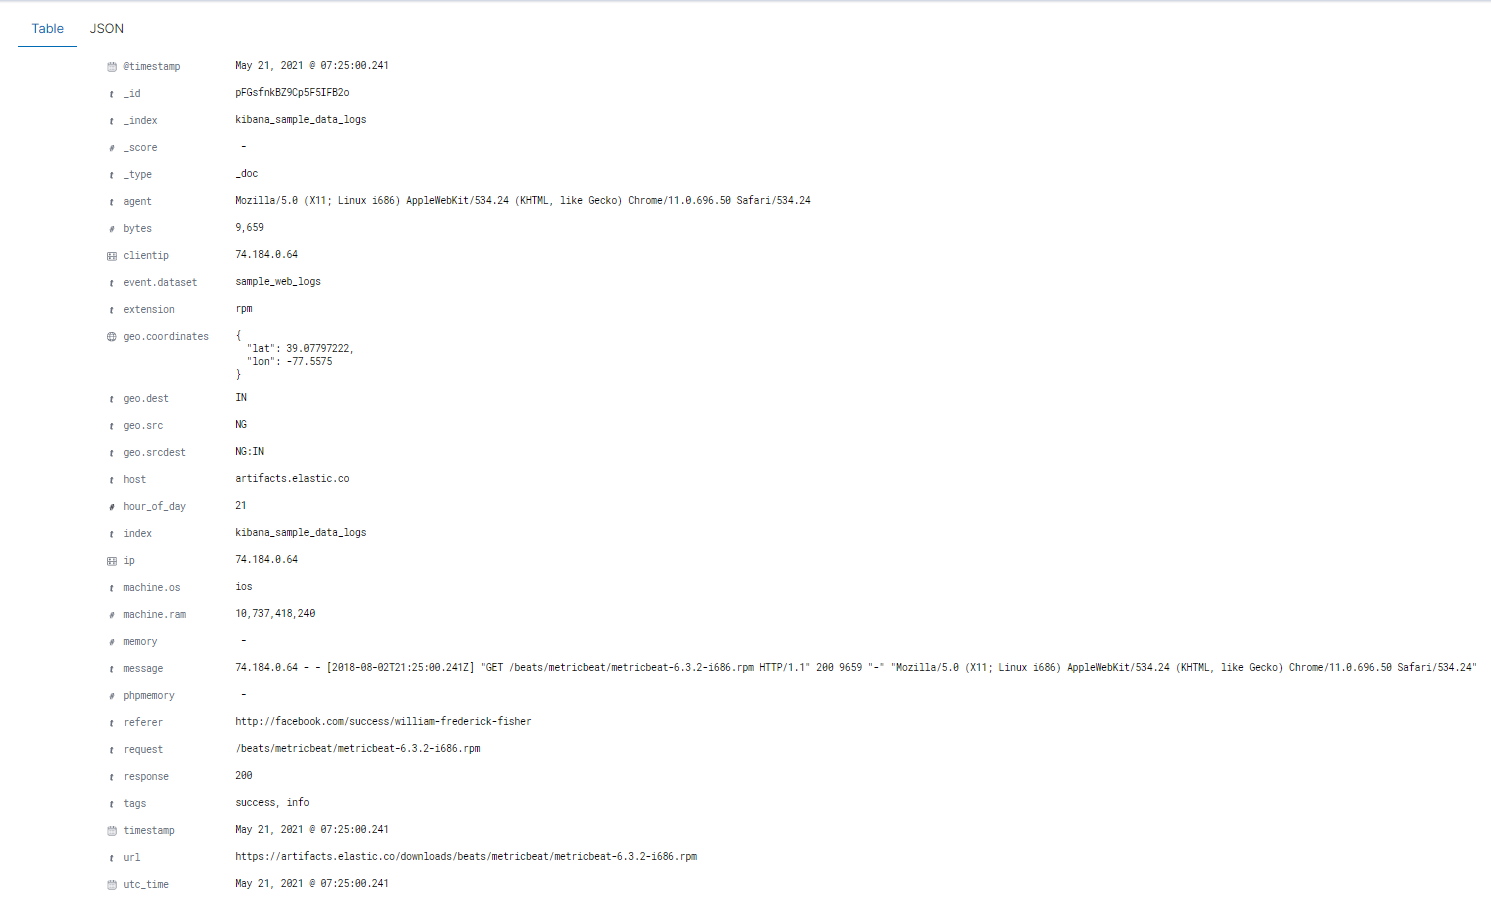 Table JSON
@timestamp May 21, 2021 @ 07:25:00.241
t _id pFGsfnkBZ9Cp5F5IFB2o
t _index kibana_sample_data_logs
# _score -
t _type _doc
t agent Mozilla/5.0 (X11; Linux i686) AppleWebKit/534.24 (KHTML, like Gecko) Chrome/11.0.696.50 Safari/534.24
# bytes 9,659
clientip 74.184.0.64
t event.dataset sample_web_logs
t extension rpm
geo.coordinates {
"lat": 39.07797222,
"lon": -77.5575
}
t geo.dest IN
t geo.src NG
t geo.srcdest NG:IN
t host artifacts.elastic.co
# hour_of_day 21
t index kibana_sample_data_logs
ip 74.184.0.64
t machine.os ios
# machine.ram 10,737,418,240
# memory -
t message 74.184.0.64 - - [2018-08-02T21:25:00.241Z] "GET /beats/metricbeat/metricbeat-6.3.2-i686.rpm HTTP/1.1" 200 9659 "-" "Mozilla/5.0 (X11; Linux i686) AppleWebKit/534.24 (KHTML, like Gecko) Chrome/11.0.696.50 Safari/534.24"
# phpmemory -
t referer http://facebook.com/success/william-frederick-fisher
t request /beats/metricbeat/metricbeat-6.3.2-i686.rpm
t response 200
t tags success, info
timestamp May 21, 2021 @ 07:25:00.241
t url https://artifacts.elastic.co/downloads/beats/metricbeat/metricbeat-6.3.2-i686.rpm
utc_time May 21, 2021 @ 07:25:00.241